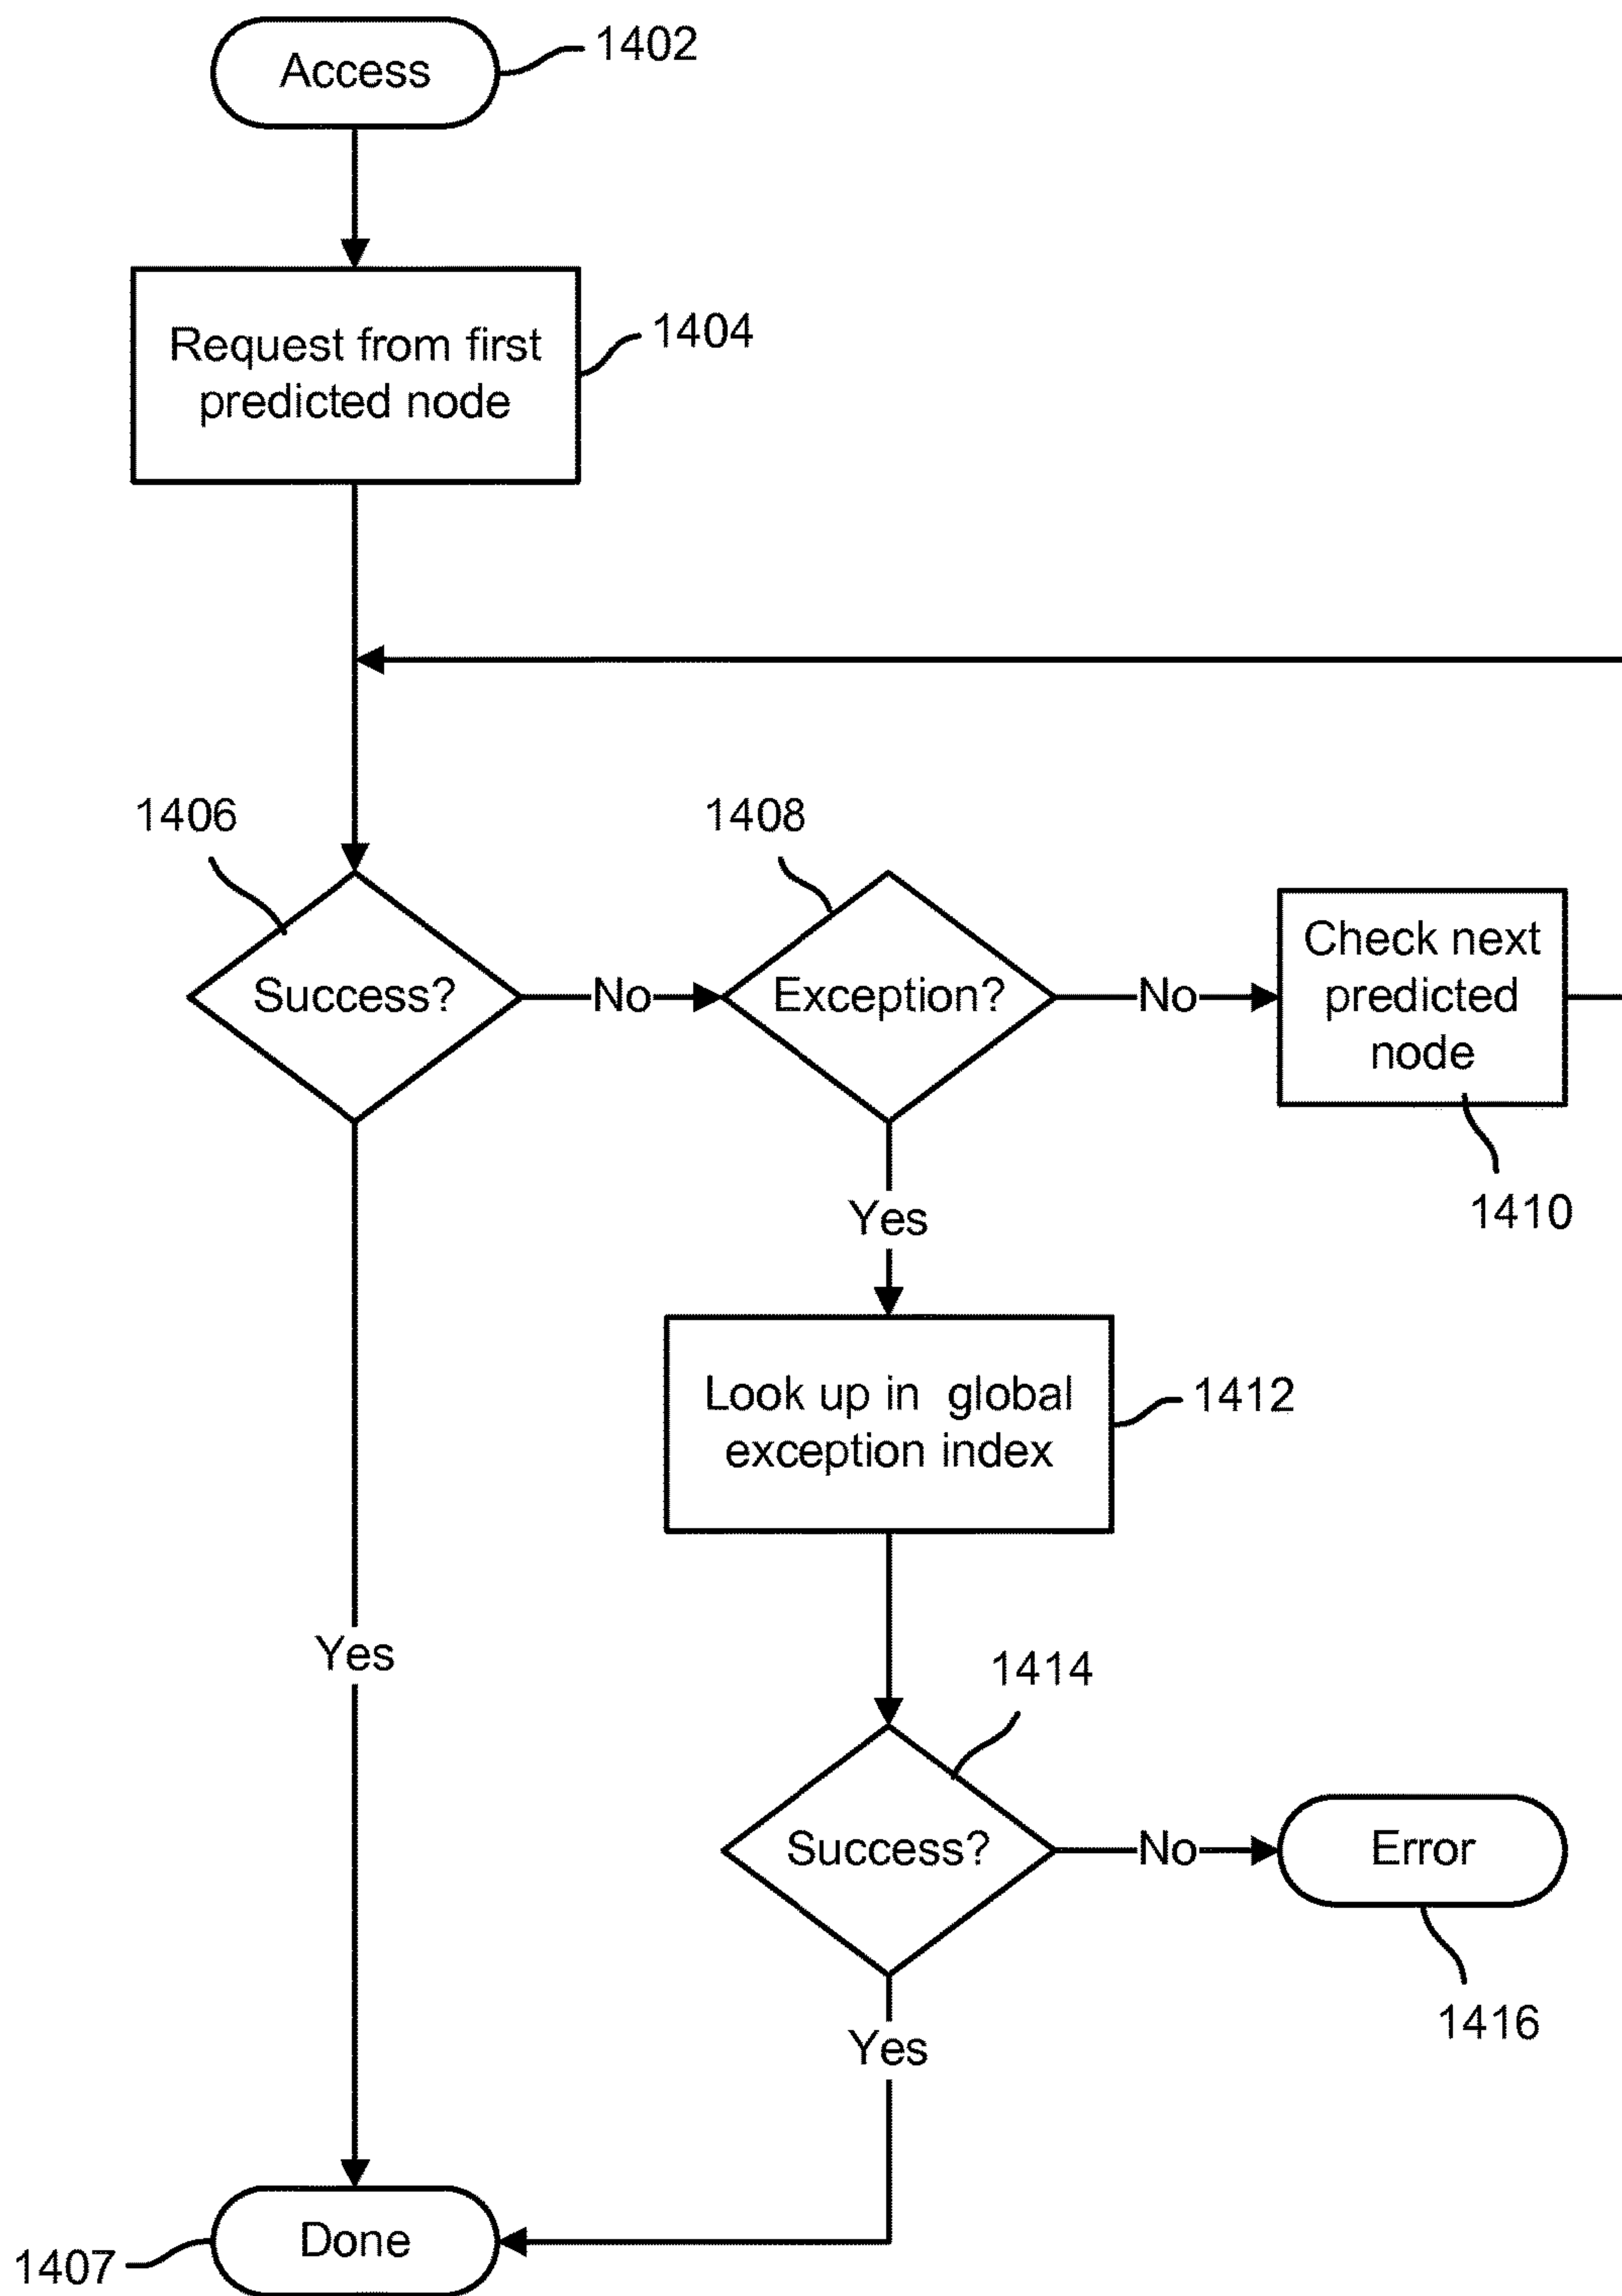 Access
1402
Request from first
predicted node
1404
1406
1408
Success?
No
Exception?
No
Check next
predicted
node
1410
Yes
Look up in  global
exception index
1412
Yes
1414
Success?
No
Error
1416
Yes
Done
1407